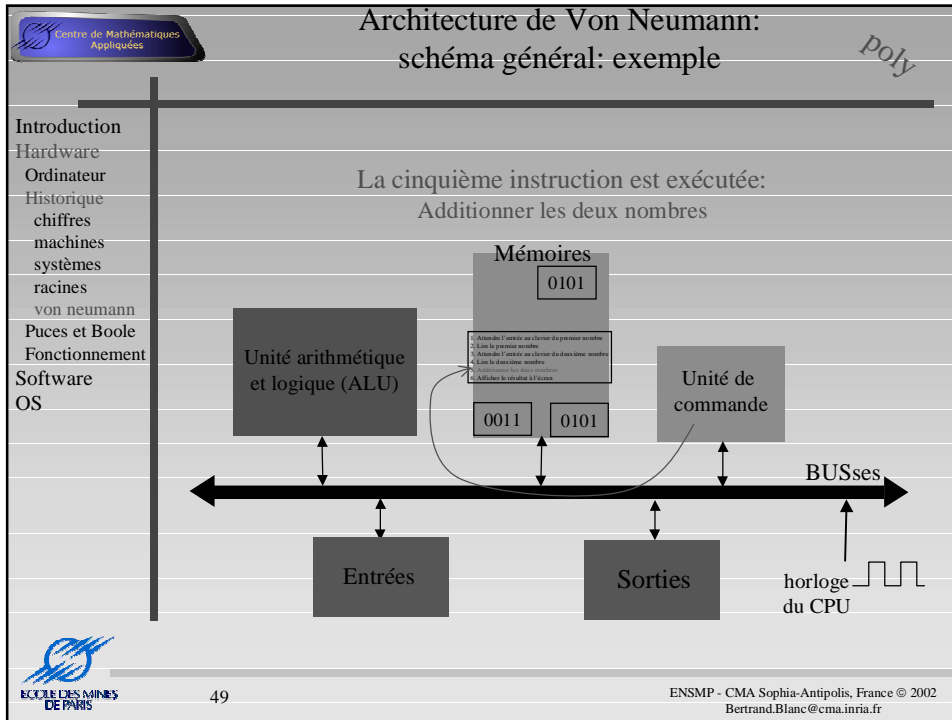 Centre de Mathématiques
Appliquées
Architecture de Von Neumann:
schéma général: exemple
poly
Introduction
Hardware
Ordinateur
Historique
chiffres
machines
systèmes
racines
von neumann
Puces et Boole
Fonctionnement
Software
OS
La cinquième instruction est exécutée:
Additionner les deux nombres
Mémoires
0101
1. Attendre l'entrée au clavier du premier nombre
2. Lire le premier nombre
3. Attendre l'entrée au clavier du deuxième nombre
4. Lire le deuxième nombre
5. Additionner les deux nombres
6. Afficher le résultat à l'écran
0011
0101
Unité arithmétique
et logique (ALU)
Unité de
commande
BUSses
Entrées
Sorties
horloge
du CPU
ECOLE DES MINES
DE PARIS
49
ENSMP - CMA Sophia-Antipolis, France © 2002
Bertrand.Blanc@cma.inria.fr